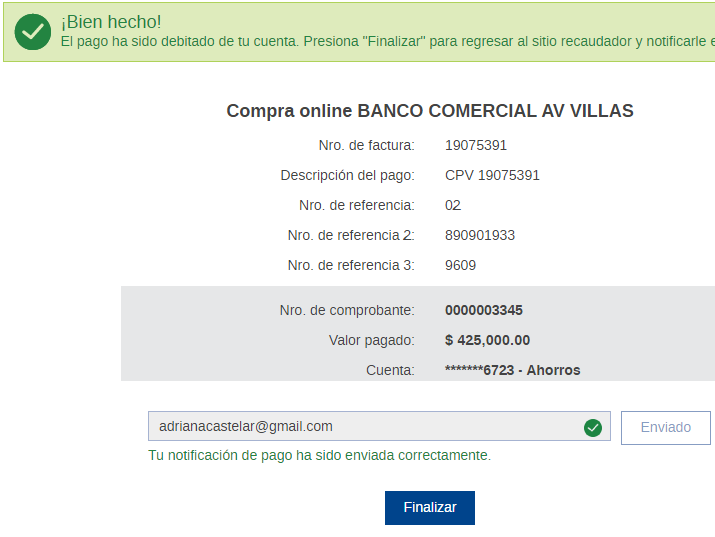 ¡Bien hecho!
El pago ha sido debitado de tu cuenta. Presiona "Finalizar" para regresar al sitio recaudador y notificarle e
Compra online BANCO COMERCIAL AV VILLAS
Nro. de factura: 19075391
Descripción del pago: CPV 19075391
Nro. de referencia: 02
Nro. de referencia 2: 890901933
Nro. de referencia 3: 9609
Nro. de comprobante: 0000003345
Valor pagado: $ 425,000.00
Cuenta: *******6723 - Ahorros
adrianacastelar@gmail.com Enviado
Tu notificación de pago ha sido enviada correctamente.
Finalizar